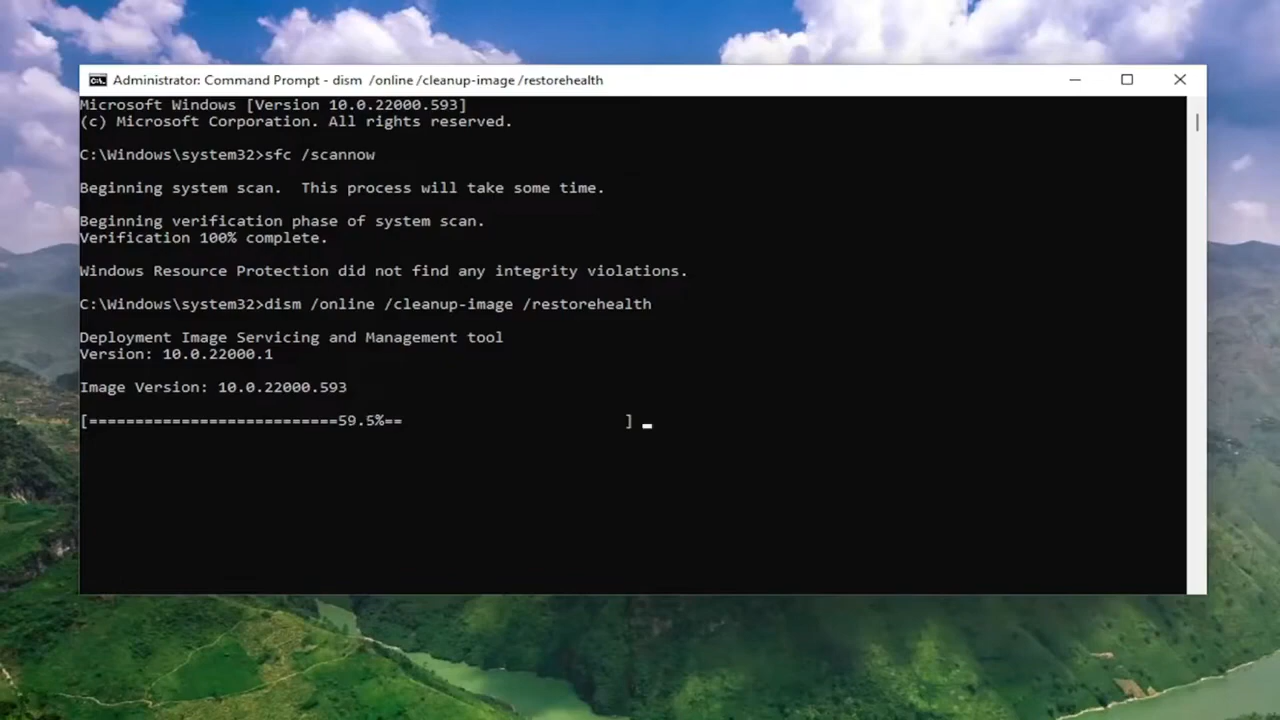 Administrator: Command Prompt - dism  /online /cleanup-image /restorehealth
Microsoft Windows [Version 10.0.22000.593]
(c) Microsoft Corporation. All rights reserved.
C:\Windows\system32>sfc /scannow
Beginning system scan.  This process will take some time.
Beginning verification phase of system scan.
Verification 100% complete.
Windows Resource Protection did not find any integrity violations.
C:\Windows\system32>dism /online /cleanup-image /restorehealth
Deployment Image Servicing and Management tool
Version: 10.0.22000.1
Image Version: 10.0.22000.593
[===========================59.5%==                        ]